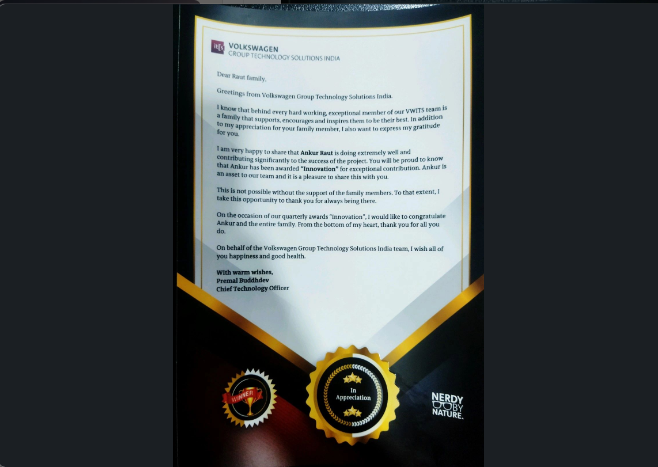 VOLKSWAGEN
GROUP TECHNOLOGY SOLUTIONS INDIA
Dear Raut family,
Greetings from Volkswagen Group Technology Solutions India.
I know that behind every hard working, exceptional member of our VWITS team is
a family that supports, encourages and inspires them to be their best. In addition
to my appreciation for your family member, I also want to express my gratitude
for you.
I am very happy to share that Ankur Raut is doing extremely well and
contributing significantly to the success of the project. You will be proud to know
that Ankur has been awarded "Innovation" for exceptional contribution. Ankur is
an asset to our team and it is a pleasure to share this with you.
This is not possible without the support of the family members. To that extent, I
take this opportunity to thank you for always being there.
On the occasion of our quarterly awards "Innovation", I would like to congratulate
Ankur and the entire family. From the bottom of my heart, thank you for all you
do.
On behalf of the Volkswagen Group Technology Solutions India team, I wish all of
you happiness and good health.
With warm wishes,
Premal Buddhdev
Chief Technology Officer
WINNER
In
Appreciation
NERDY
BY
NATURE.